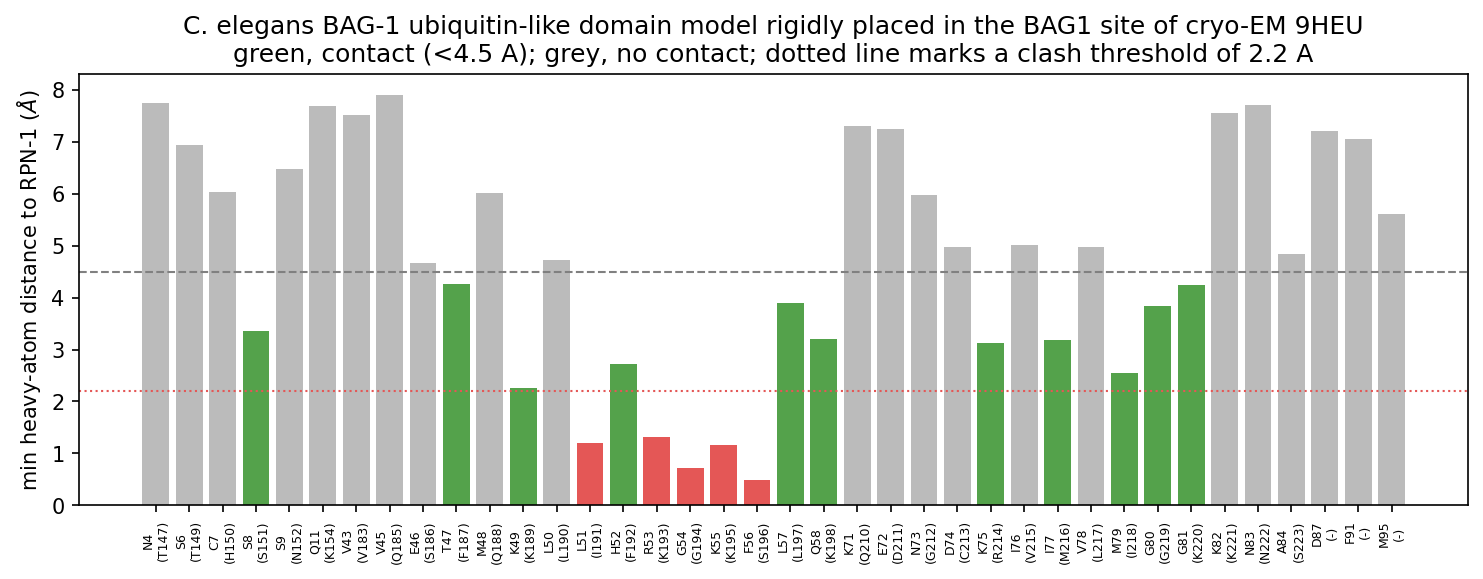 C. elegans BAG-1 ubiquitin-like domain model rigidly placed in the BAG1 site of cryo-EM 9HEU
green, contact (<4.5 A); grey, no contact; dotted line marks a clash threshold of 2.2 A
min heavy-atom distance to RPN-1 (Å)
8
7
6
5
4
3
2
1
0
N4
(T147)
S6
(T149)
C7
(H150)
S8
(S151)
S9
(N152)
Q11
(K154)
V43
(V183)
V45
(Q185)
E46
(S186)
T47
(F187)
M48
(Q188)
K49
(K189)
L50
(L190)
L51
(I191)
H52
(F192)
R53
(K193)
G54
(G194)
K55
(K195)
F56
(S196)
L57
(L197)
Q58
(K198)
K71
(Q210)
E72
(D211)
N73
(G212)
D74
(C213)
K75
(R214)
I76
(V215)
I77
(M216)
V78
(L217)
M79
(I218)
G80
(G219)
G81
(K220)
K82
(K221)
N83
(N222)
A84
(S223)
D87
(-)
F91
(-)
M95
(-)